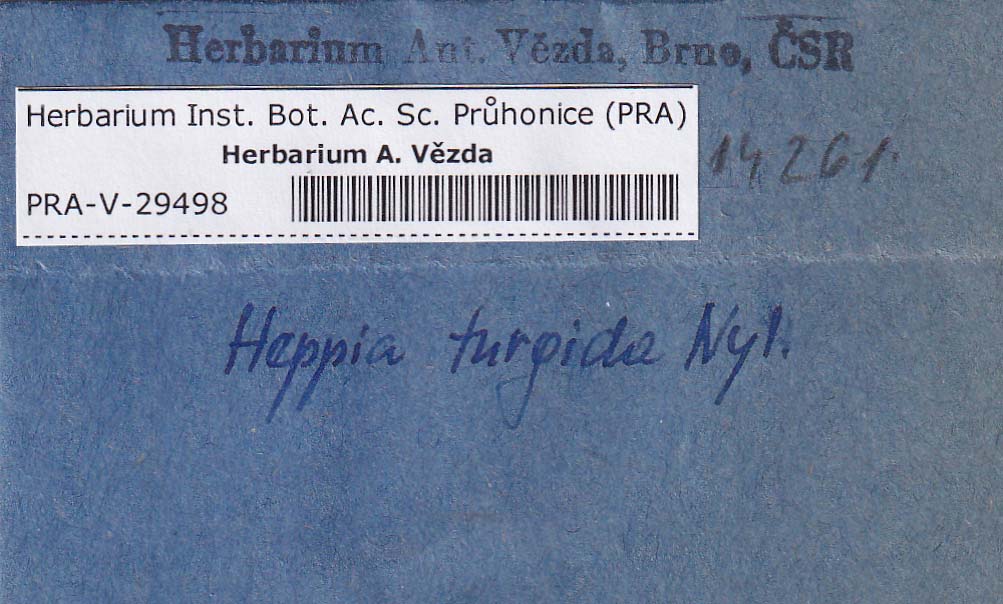 Herbarium Ant. Vězda, Brno, ČSR
Herbarium Inst. Bot. Ac. Sc. Průhonice (PRA)
Herbarium A. Vězda
PRA-V-29498
14261
Heppia turgida Nyl.